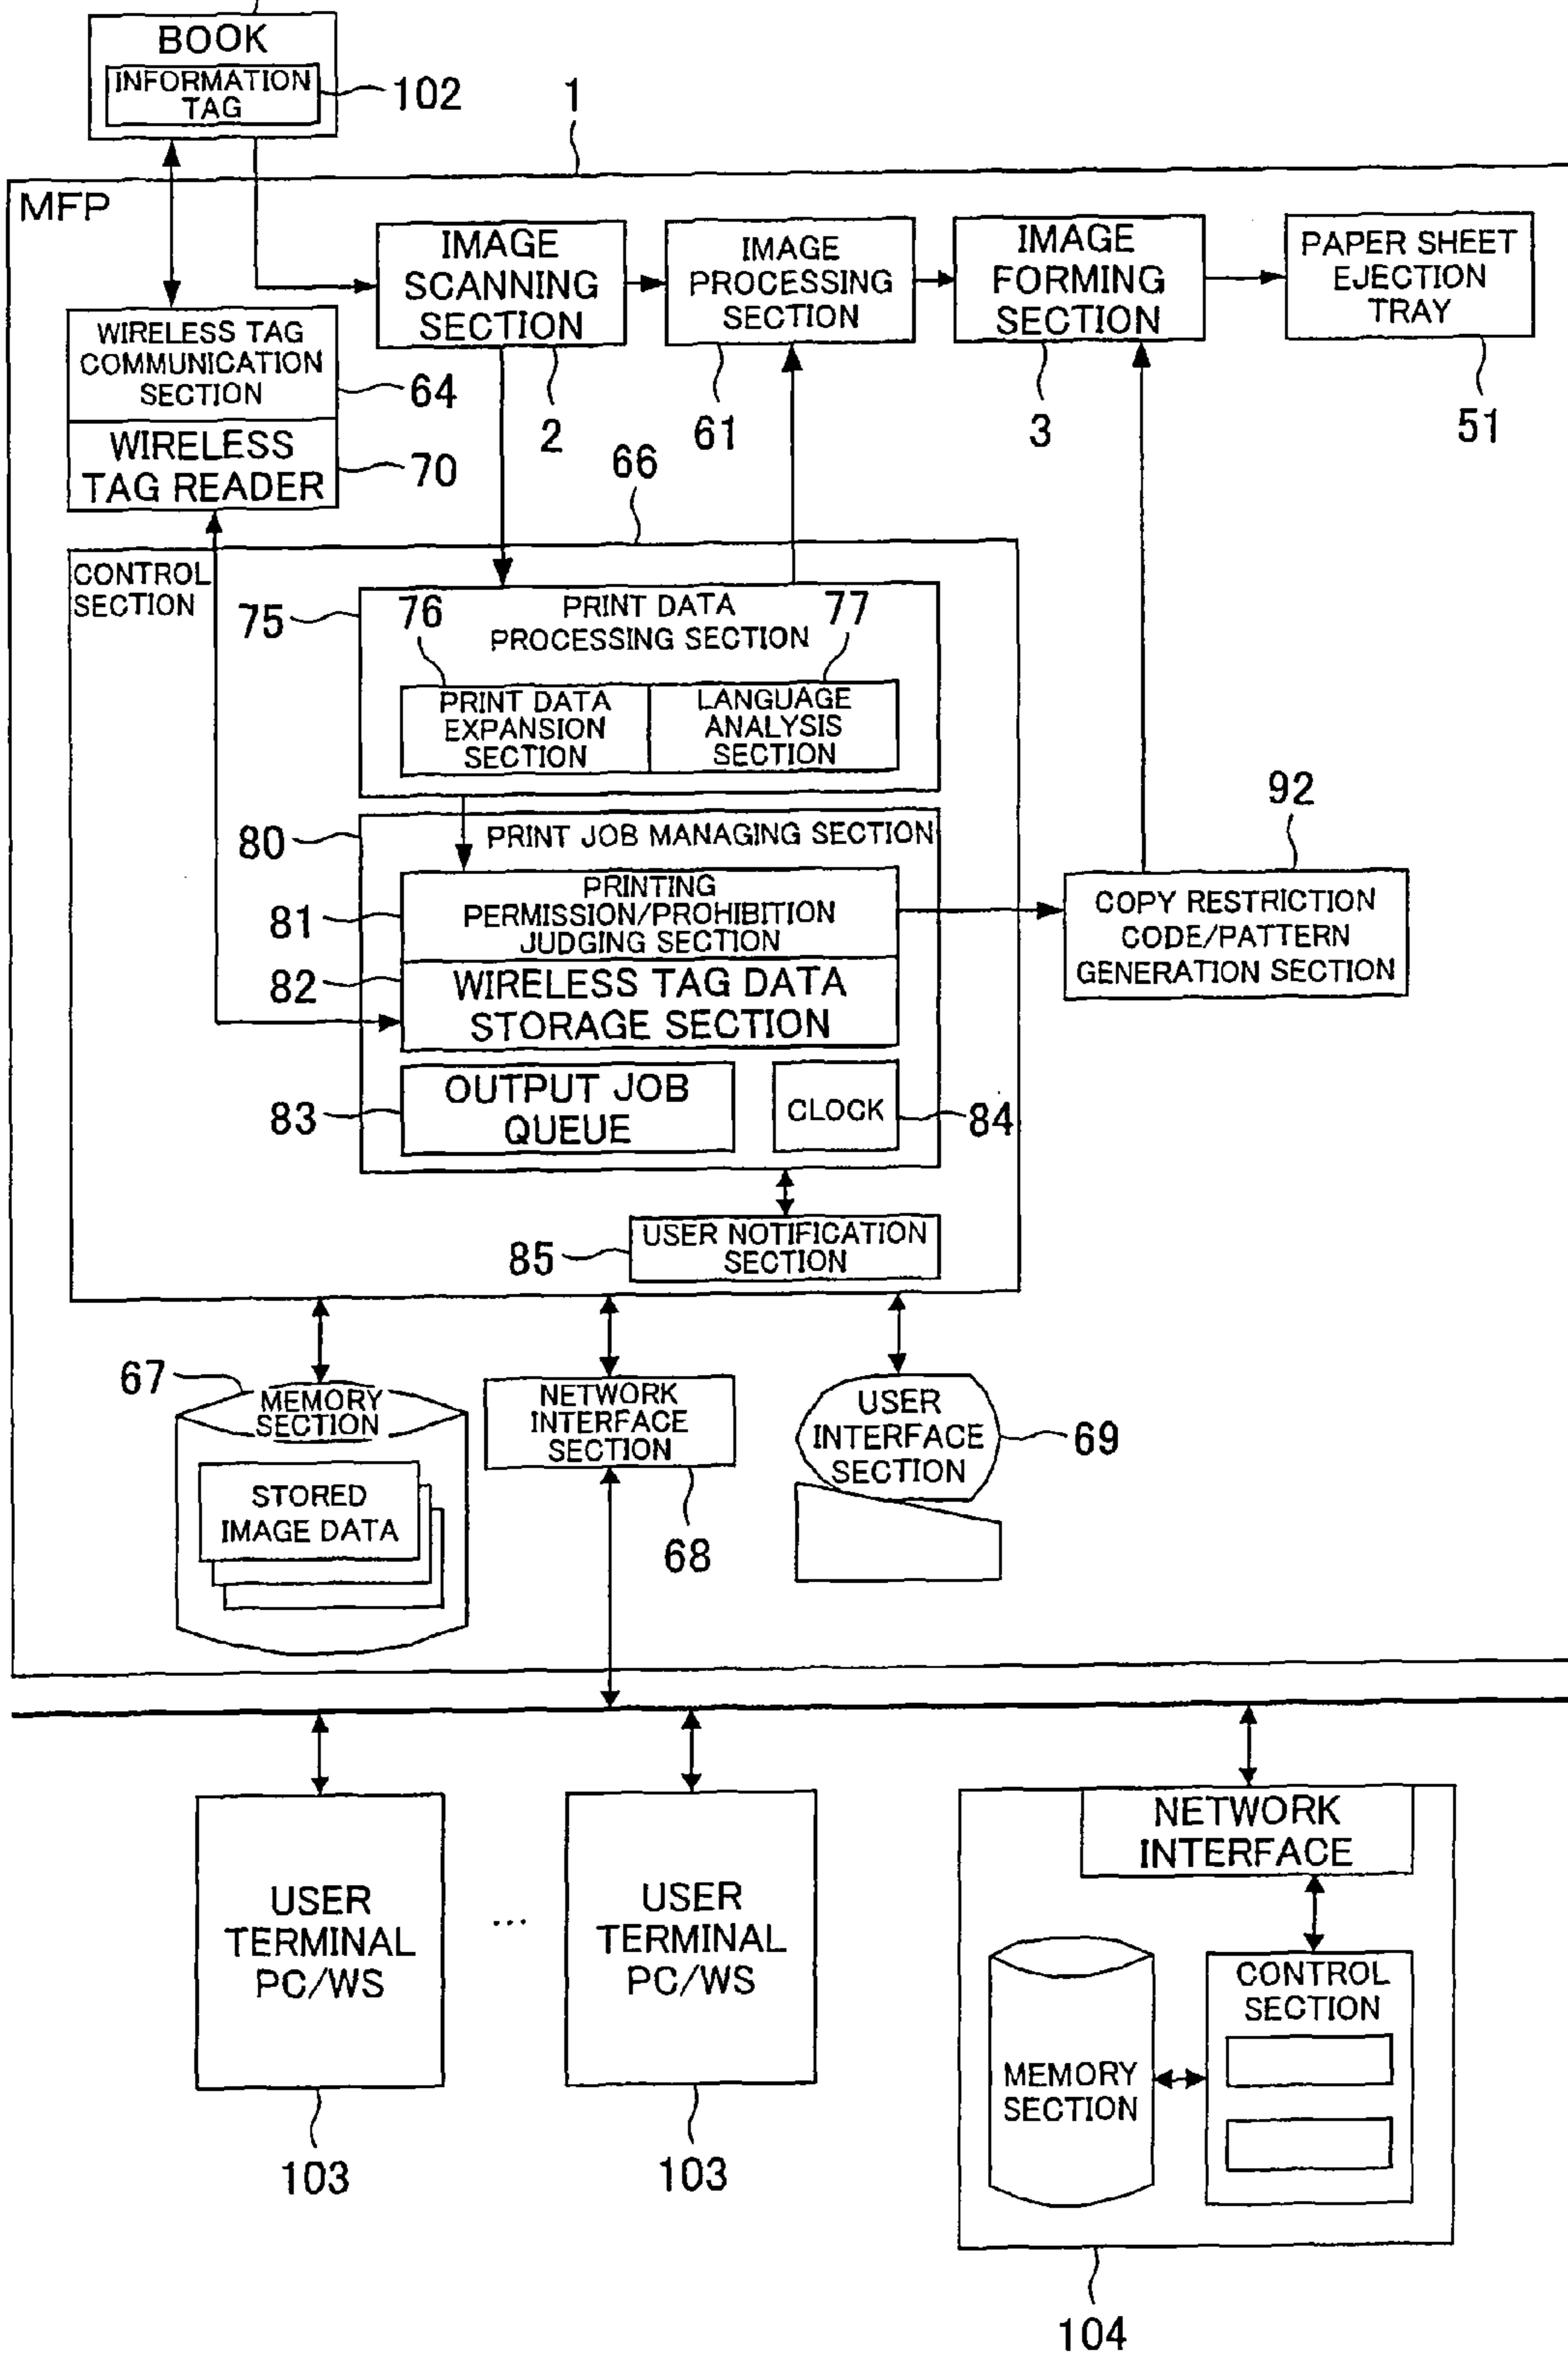 BOOK
INFORMATION
TAG
102
1
MFP
IMAGE
SCANNING
SECTION
2
IMAGE
PROCESSING
SECTION
61
IMAGE
FORMING
SECTION
3
PAPER SHEET
EJECTION
TRAY
51
WIRELESS TAG
COMMUNICATION
SECTION
64
WIRELESS
TAG READER
70
66
CONTROL
SECTION
75
PRINT DATA
PROCESSING SECTION
76
77
PRINT DATA
EXPANSION
SECTION
LANGUAGE
ANALYSIS
SECTION
80
PRINT JOB MANAGING SECTION
81
PRINTING
PERMISSION/PROHIBITION
JUDGING SECTION
82
WIRELESS TAG DATA
STORAGE SECTION
83
OUTPUT JOB
QUEUE
CLOCK
84
92
COPY RESTRICTION
CODE/PATTERN
GENERATION SECTION
85
USER NOTIFICATION
SECTION
67
MEMORY
SECTION
STORED
IMAGE DATA
NETWORK
INTERFACE
SECTION
68
USER
INTERFACE
SECTION
69
USER
TERMINAL
PC/WS
103
...
USER
TERMINAL
PC/WS
103
NETWORK
INTERFACE
CONTROL
SECTION
MEMORY
SECTION
104